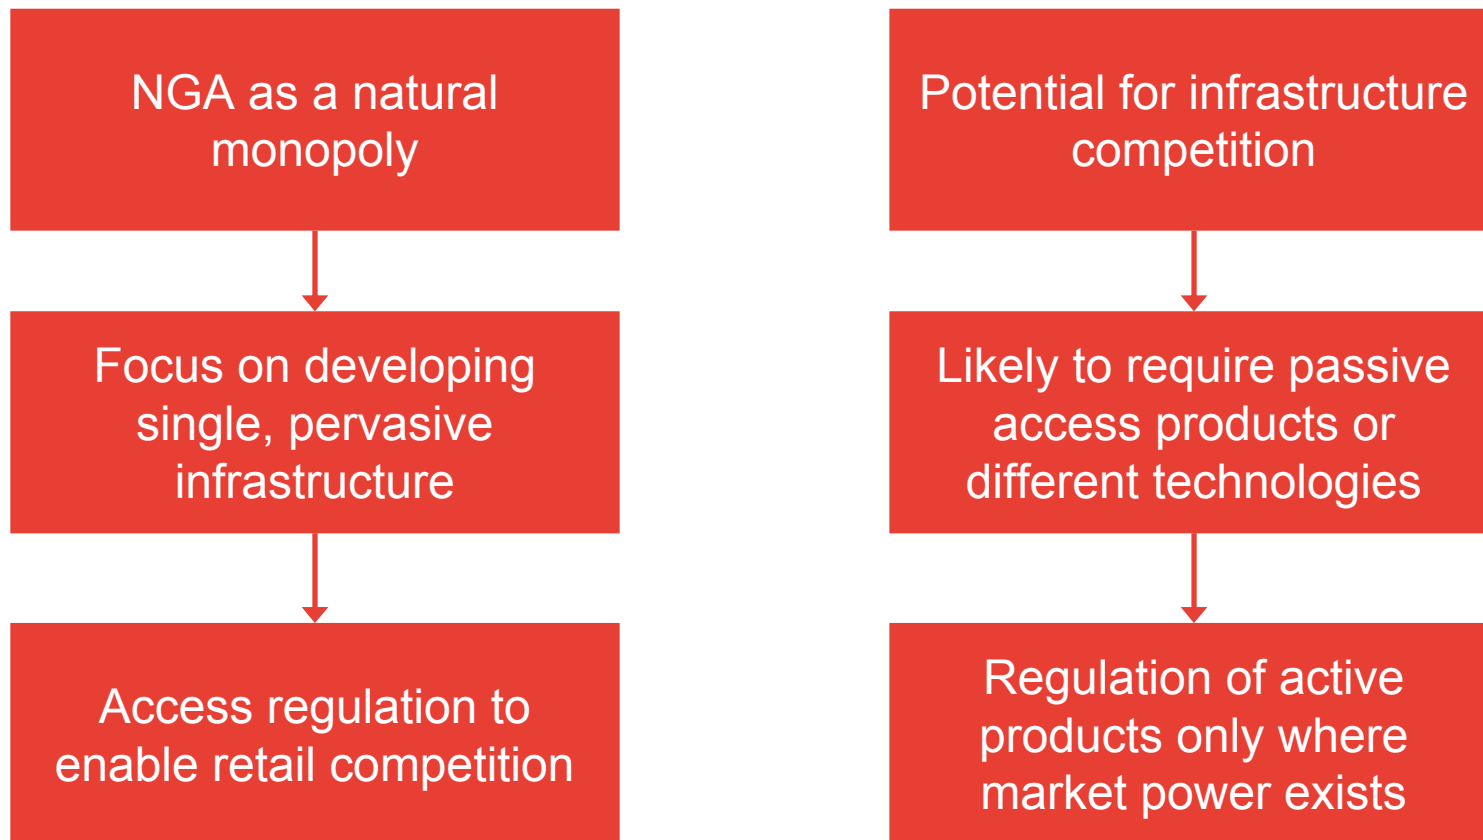 NGA as a natural
monopoly
Focus on developing
single, pervasive
infrastructure
Access regulation to
enable retail competition
Potential for infrastructure
competition
Likely to require passive
access products or
different technologies
Regulation of active
products only where
market power exists